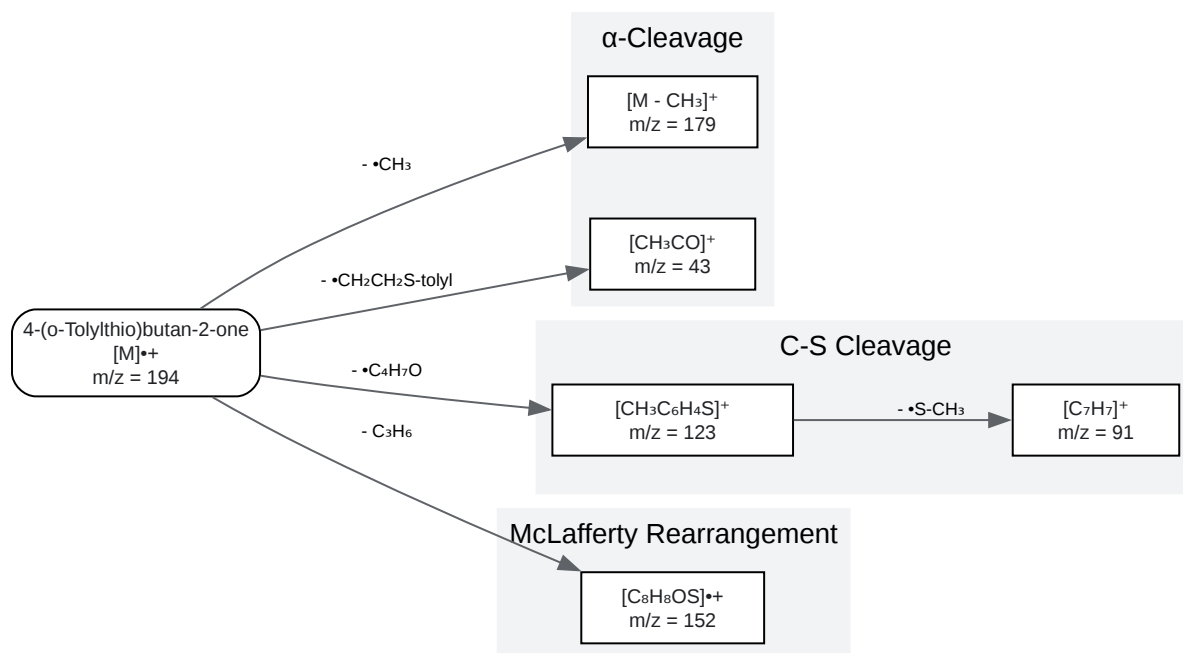 α-Cleavage
[M - CH₃]⁺
m/z = 179
- •CH₃
[CH₃CO]⁺
m/z = 43
- •CH₂CH₂S-tolyl
4-(o-Tolylthio)butan-2-one
[M]•+
m/z = 194
C-S Cleavage
- •C₄H₇O
[CH₃C₆H₄S]⁺
m/z = 123
- •S-CH₃
[C₇H₇]⁺
m/z = 91
- C₃H₆
McLafferty Rearrangement
[C₈H₈OS]•+
m/z = 152